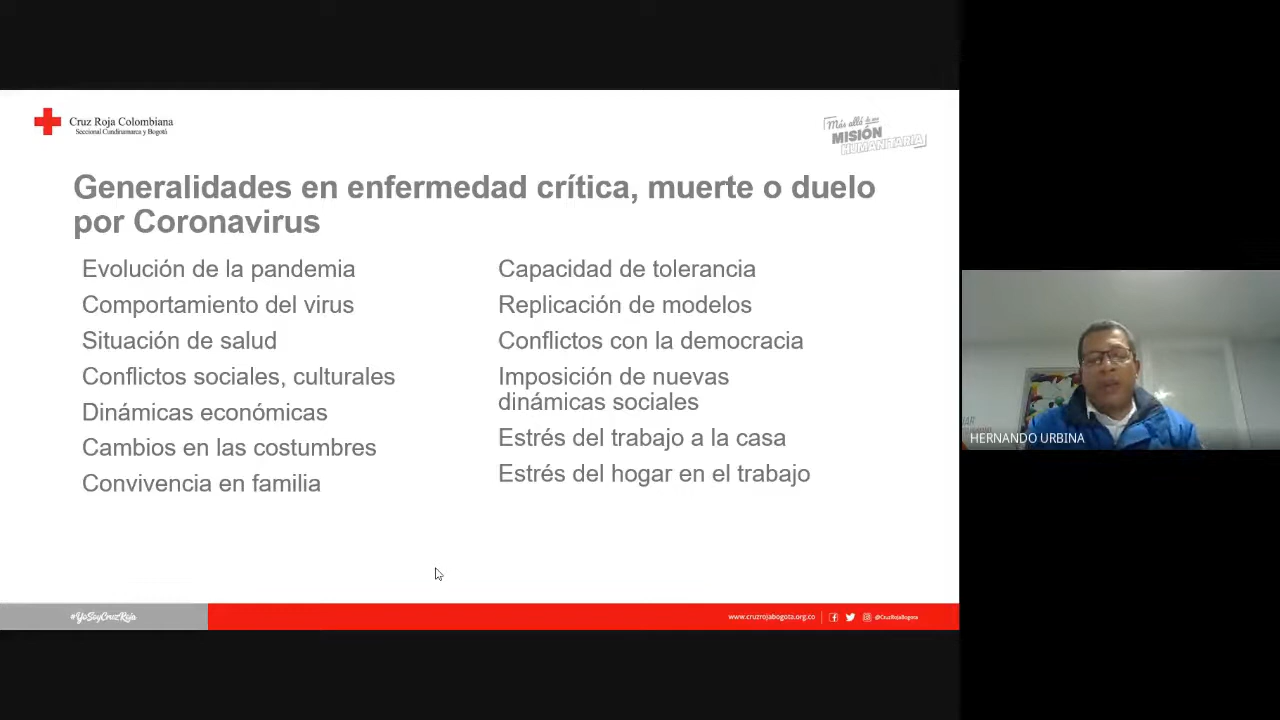 Cruz Roja Colombiana
Seccional Cundinamarca y Bogotá
Más allá de una
MISIÓN
HUMANITARIA
Generalidades en enfermedad crítica, muerte o duelo
por Coronavirus
Evolución de la pandemia
Comportamiento del virus
Situación de salud
Conflictos sociales, culturales
Dinámicas económicas
Cambios en las costumbres
Convivencia en familia
Capacidad de tolerancia
Replicación de modelos
Conflictos con la democracia
Imposición de nuevas
dinámicas sociales
Estrés del trabajo a la casa
Estrés del hogar en el trabajo
HERNANDO URBINA
#YoSoyCruzRoja
www.cruzrojabogota.org.co
@CruzRojaBogota